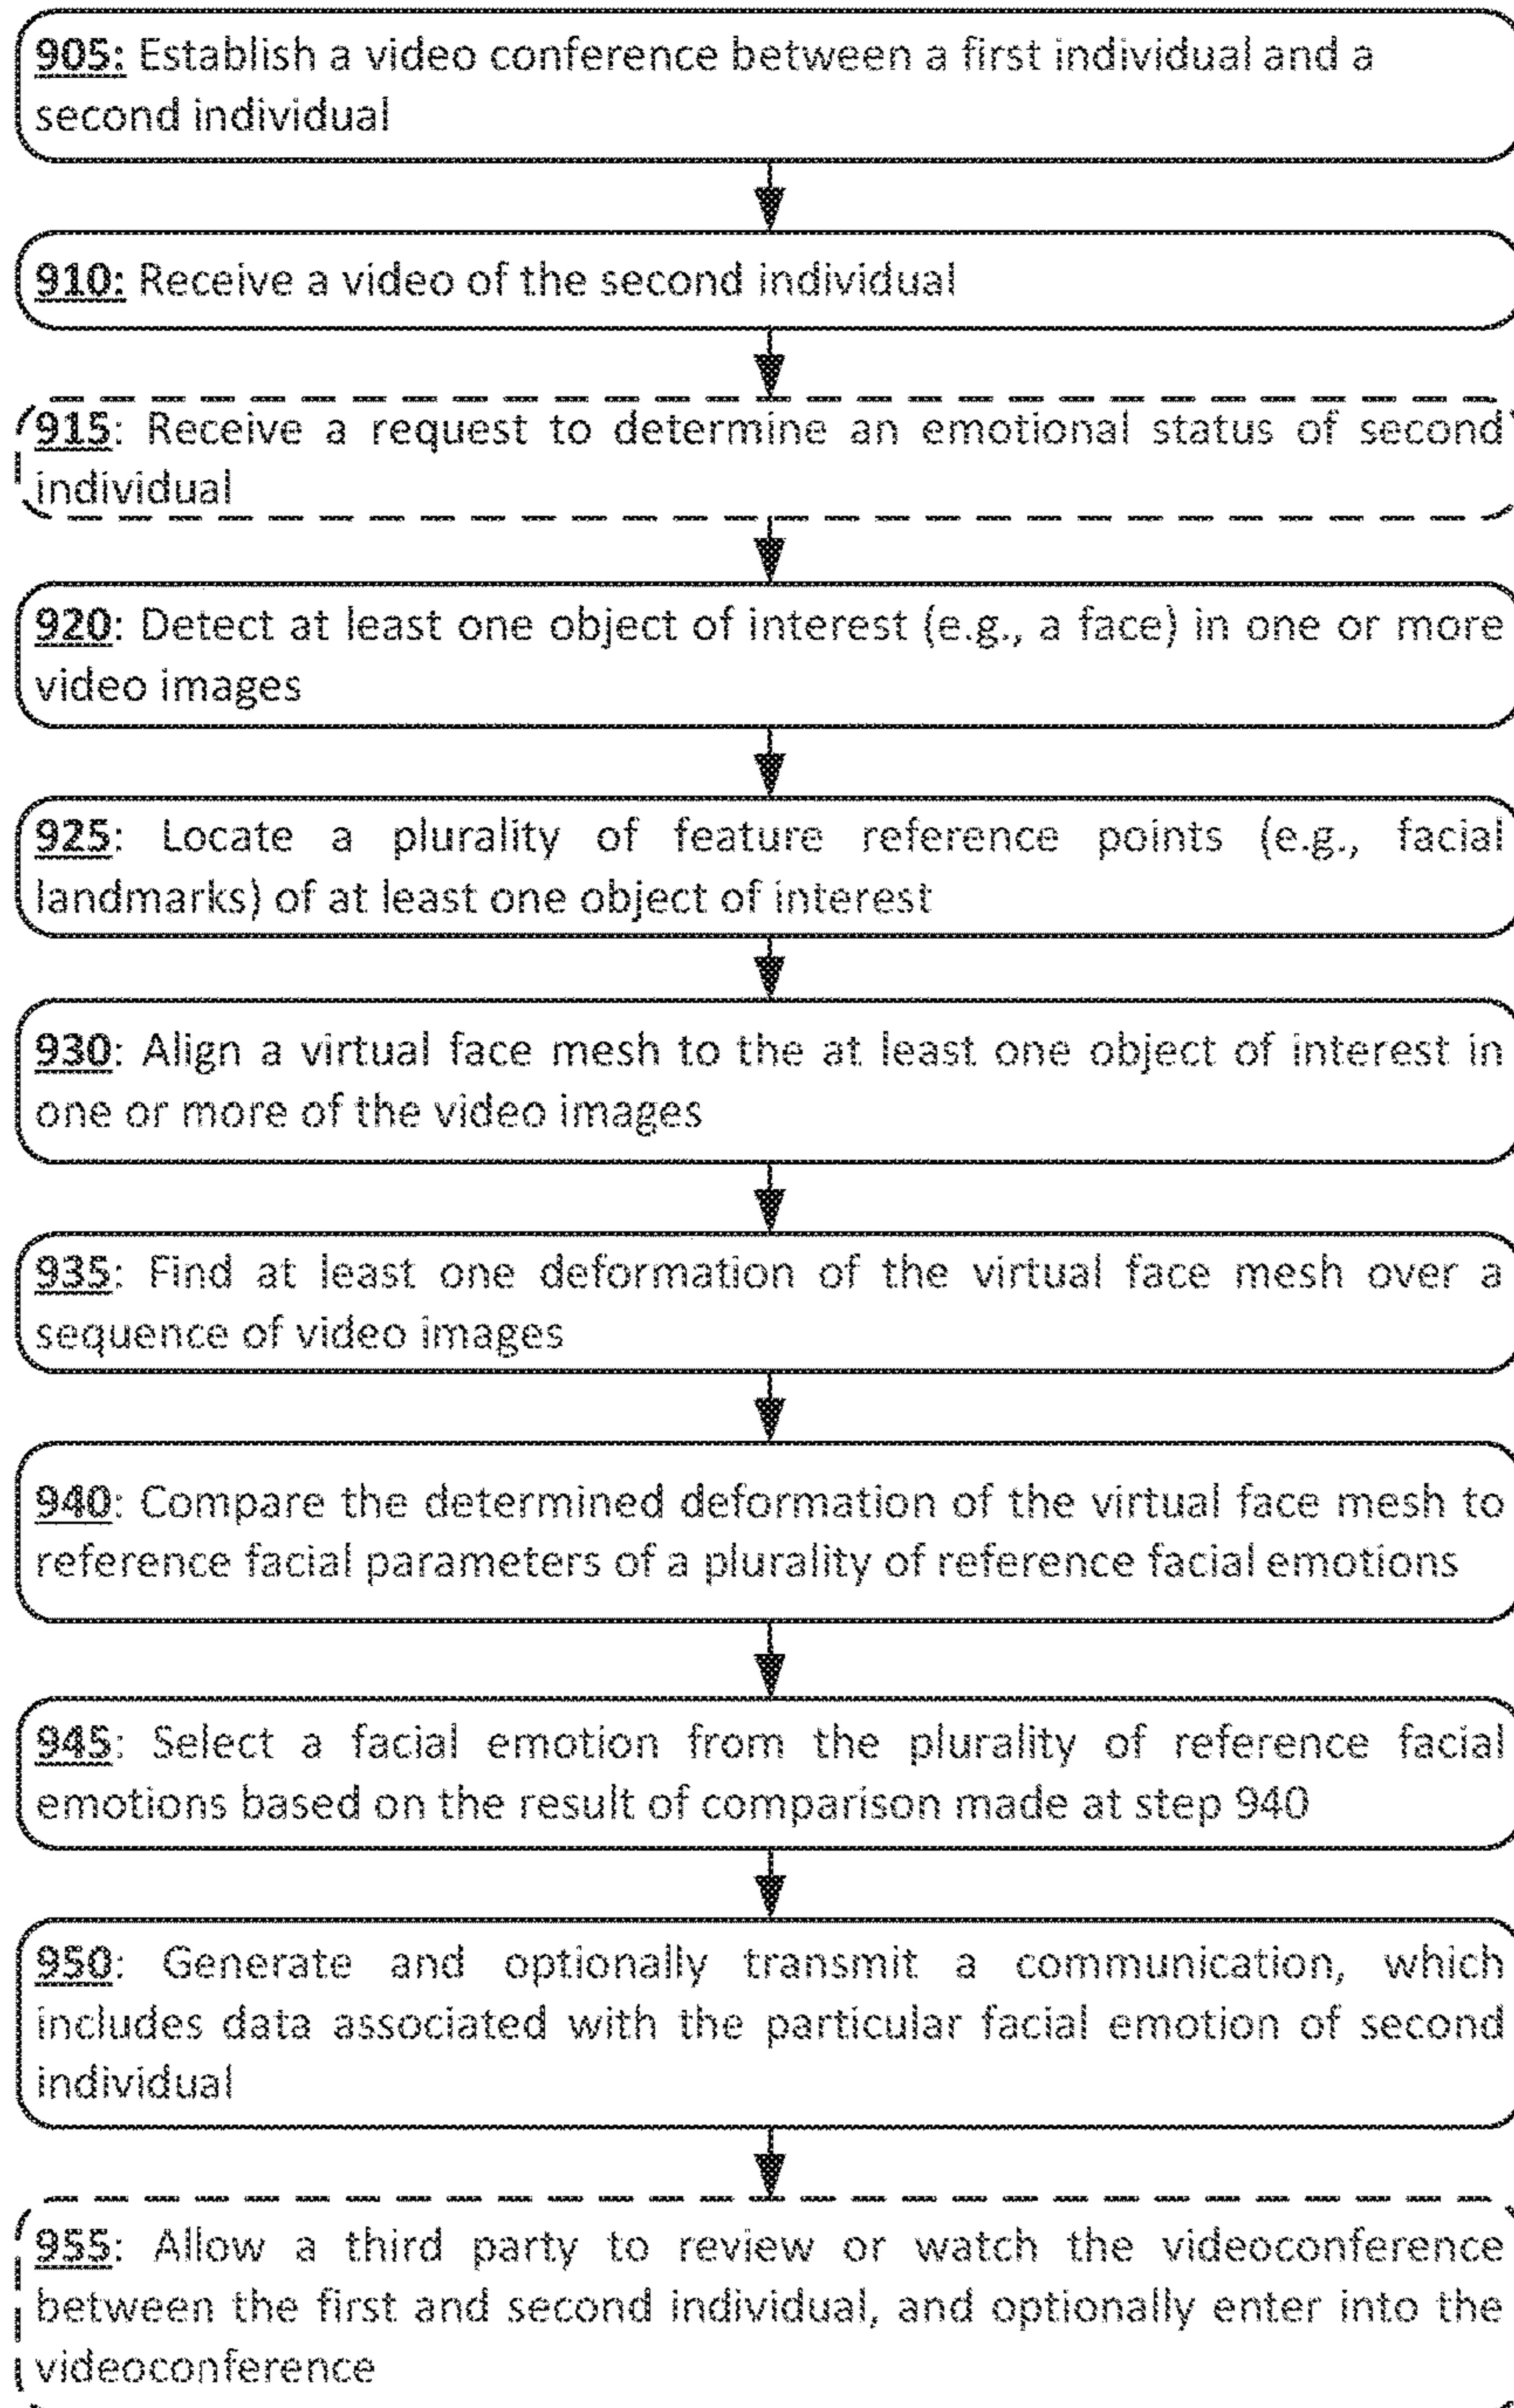 905: Establish a video conference between a first individual and a
second individual
910: Receive a video of the second individual
915: Receive a request to determine an emotional status of second
individual
920: Detect at least one object of interest (e.g., a face) in one or more
video images
925: Locate a plurality of feature reference points (e.g., facial
landmarks) of at least one object of interest
930: Align a virtual face mesh to the at least one object of interest in
one or more of the video images
935: Find at least one deformation of the virtual face mesh over a
sequence of video images
940: Compare the determined deformation of the virtual face mesh to
reference facial parameters of a plurality of reference facial emotions
945: Select a facial emotion from the plurality of reference facial
emotions based on the result of comparison made at step 940
950: Generate and optionally transmit a communication, which
includes data associated with the particular facial emotion of second
individual
955: Allow a third party to review or watch the videoconference
between the first and second individual, and optionally enter into the
videoconference